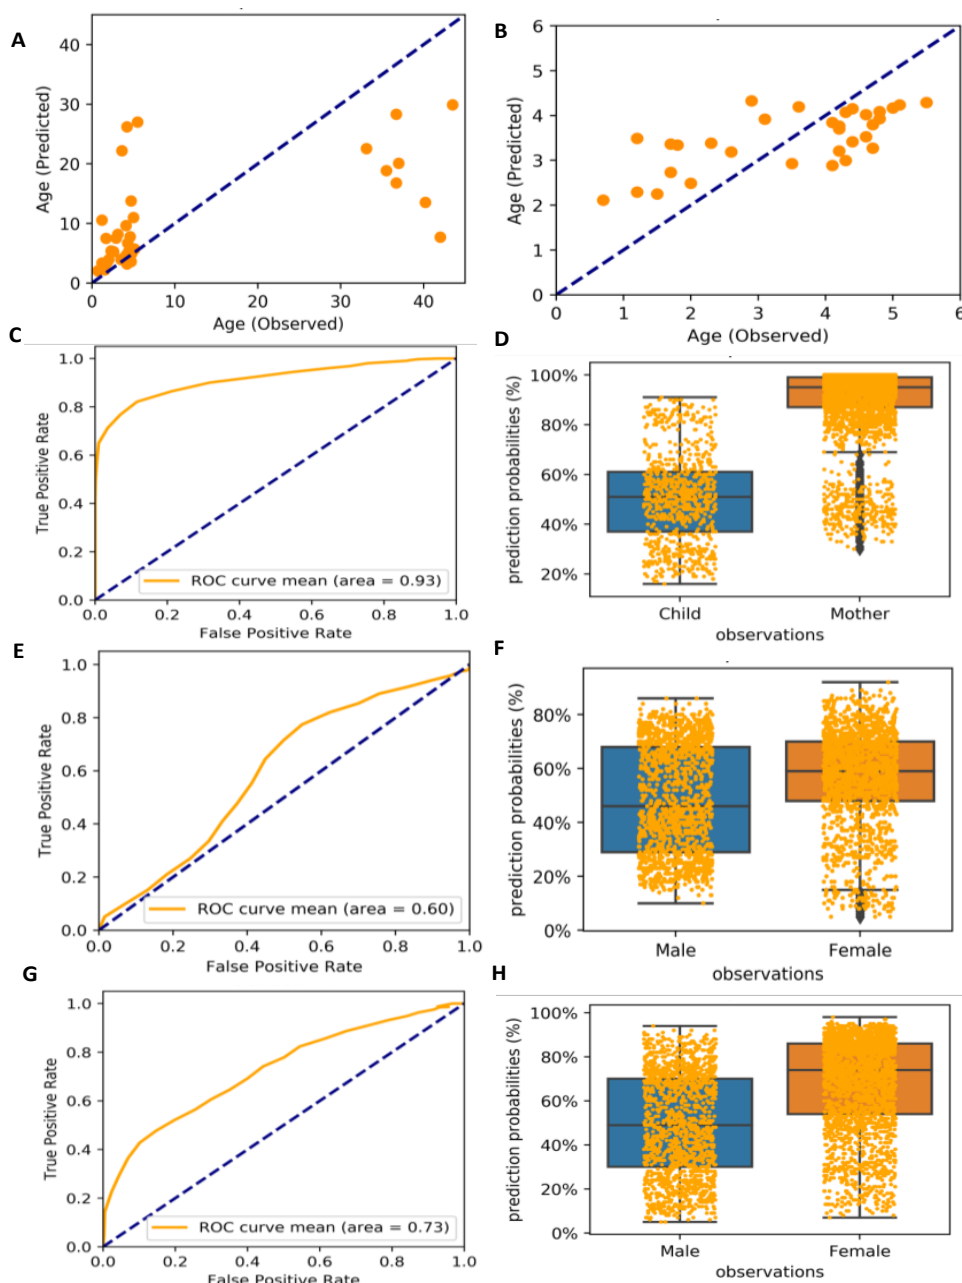 A
40
30
20
10
0
Age (Predicted)
0 10 20 30 40
Age (Observed)
B
6
5
4
3
2
1
0
Age (Predicted)
0 1 2 3 4 5 6
Age (Observed)
C
1.0
0.8
0.6
0.4
0.2
0.0
True Positive Rate
ROC curve mean (area = 0.93)
0.0 0.2 0.4 0.6 0.8 1.0
False Positive Rate
D
100%
80%
60%
40%
20%
prediction probabilities (%)
Child Mother
observations
E
1.0
0.8
0.6
0.4
0.2
0.0
True Positive Rate
ROC curve mean (area = 0.60)
0.0 0.2 0.4 0.6 0.8 1.0
False Positive Rate
F
80%
60%
40%
20%
0%
prediction probabilities (%)
Male Female
observations
G
1.0
0.8
0.6
0.4
0.2
0.0
True Positive Rate
ROC curve mean (area = 0.73)
0.0 0.2 0.4 0.6 0.8 1.0
False Positive Rate
H
100%
80%
60%
40%
20%
0%
prediction probabilities (%)
Male Female
observations